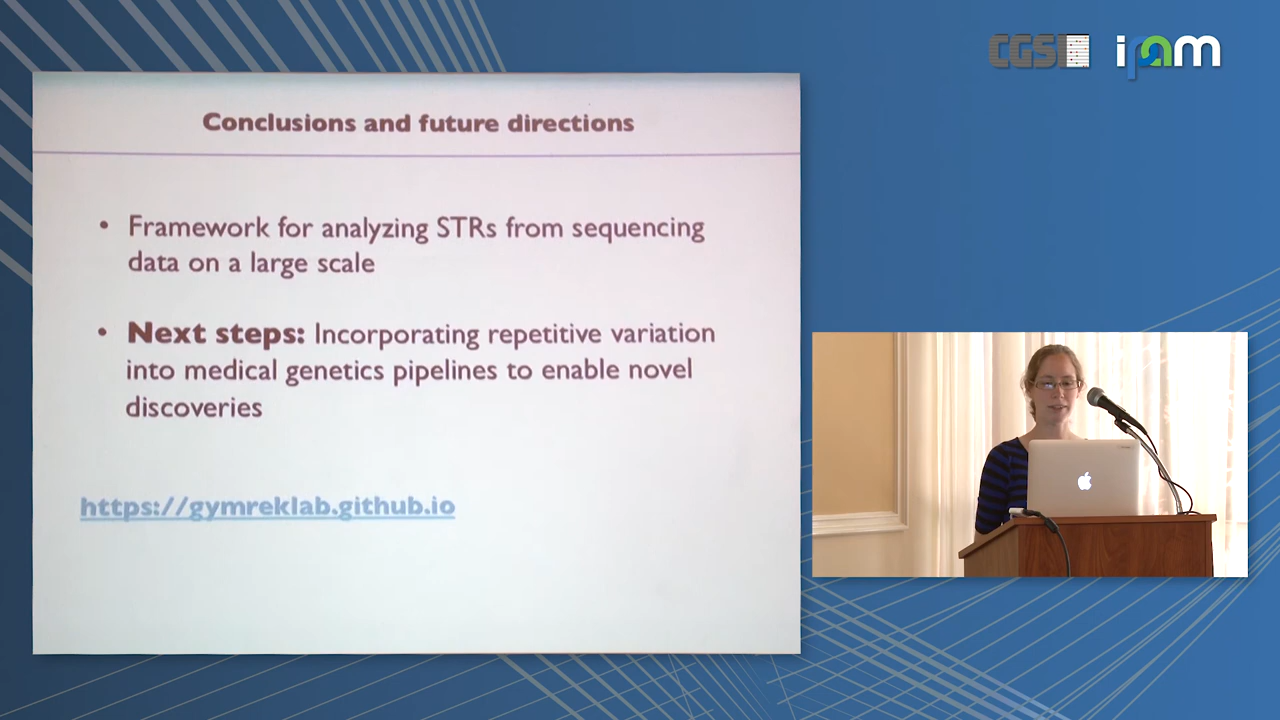 CGSI
ipam
Conclusions and future directions
• Framework for analyzing STRs from sequencing
data on a large scale
• Next steps: Incorporating repetitive variation
into medical genetics pipelines to enable novel
discoveries
https://gymreklab.github.io